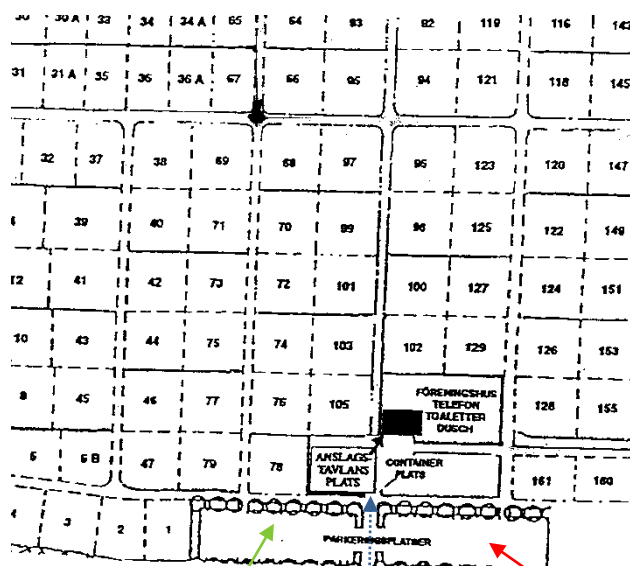 30 A 33 34 34 A 65 64 93 92 119 116 143
31 31 A 35 36 36 A 67 66 95 94 121 118 145
32 37 38 69 68 97 95 123 120 147
39 40 71 70 99 98 125 122 149
12 41 42 73 72 101 100 127 124 151
10 43 44 75 74 103 102 129 126 153
8 45 46 77 76 105 128 155
FÖRENINGSHUS
TELEFON
TOALETTER
DUSCH
6 6 B 47 79 78 161 160
ANSLAGS-
TAVLANS
PLATS
CONTAINER
PLATS
4 3 2 1
PARKERINGSPLATSER